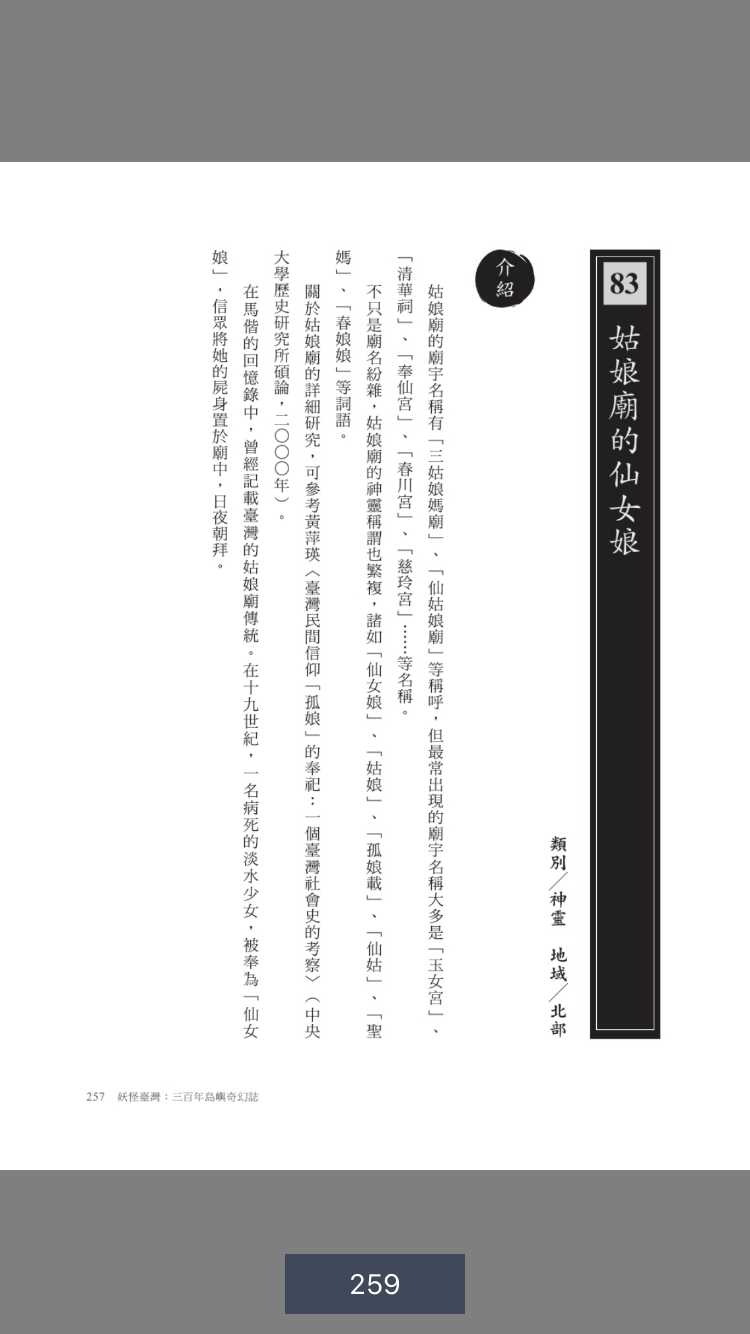 83
姑娘廟的仙女娘
類別／神靈　地域／北部
介紹
姑娘廟的廟宇名稱有「三姑娘媽廟」、「仙姑娘廟」等稱呼，但最常出現的廟宇名稱大多是「玉女宮」、
「清華祠」、「奉仙宮」、「春川宮」、「慈玲宮」……等名稱。
不只是廟名紛雜，姑娘廟的神靈稱謂也繁複，諸如「仙女娘」、「姑娘」、「孤娘載」、「仙姑」、「聖
媽」、「春娘娘」等詞語。
關於姑娘廟的詳細研究，可參考黃萍瑛〈臺灣民間信仰「孤娘」的奉祀：一個臺灣社會史的考察〉（中央
大學歷史研究所碩論，二〇〇〇年）。
在馬偕的回憶錄中，曾經記載臺灣的姑娘廟傳統。在十九世紀，一名病死的淡水少女，被奉為「仙女
娘」，信眾將她的屍身置於廟中，日夜朝拜。
257　妖怪臺灣：三百年島嶼奇幻誌
259